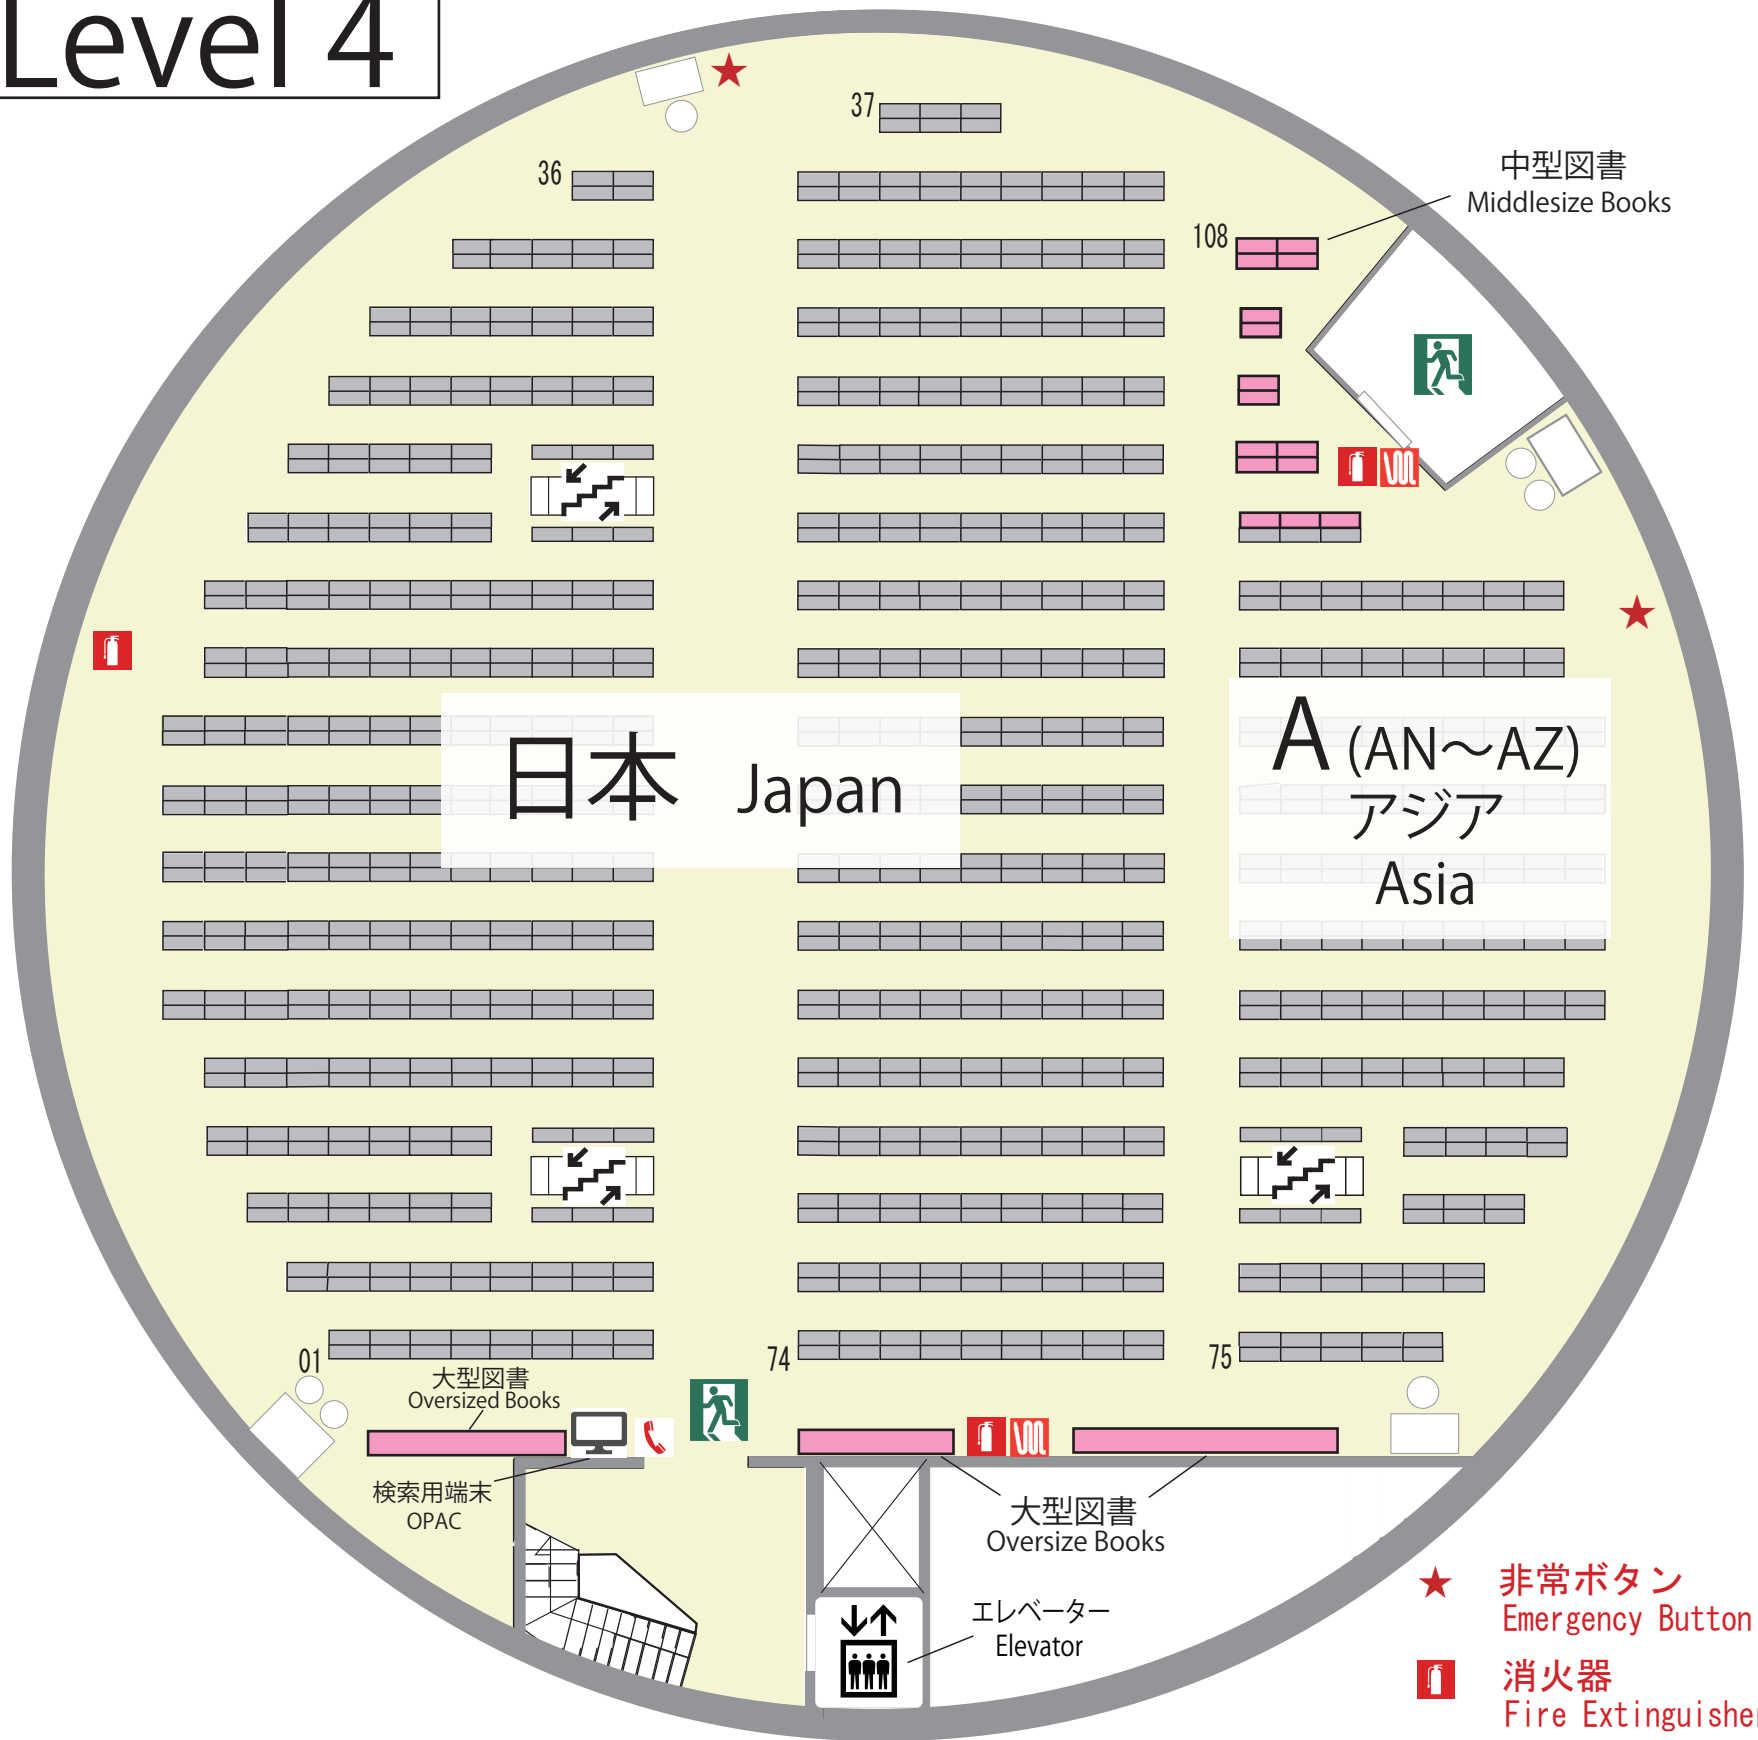 Level 4
37
36
中型図書
Middlesize Books
108
日本 Japan
A (AN～AZ)
アジア
Asia
01
74
75
大型図書
Oversized Books
検索用端末
OPAC
大型図書
Oversize Books
エレベーター
Elevator
非常ボタン
Emergency Button
消火器
Fire Extinguisher